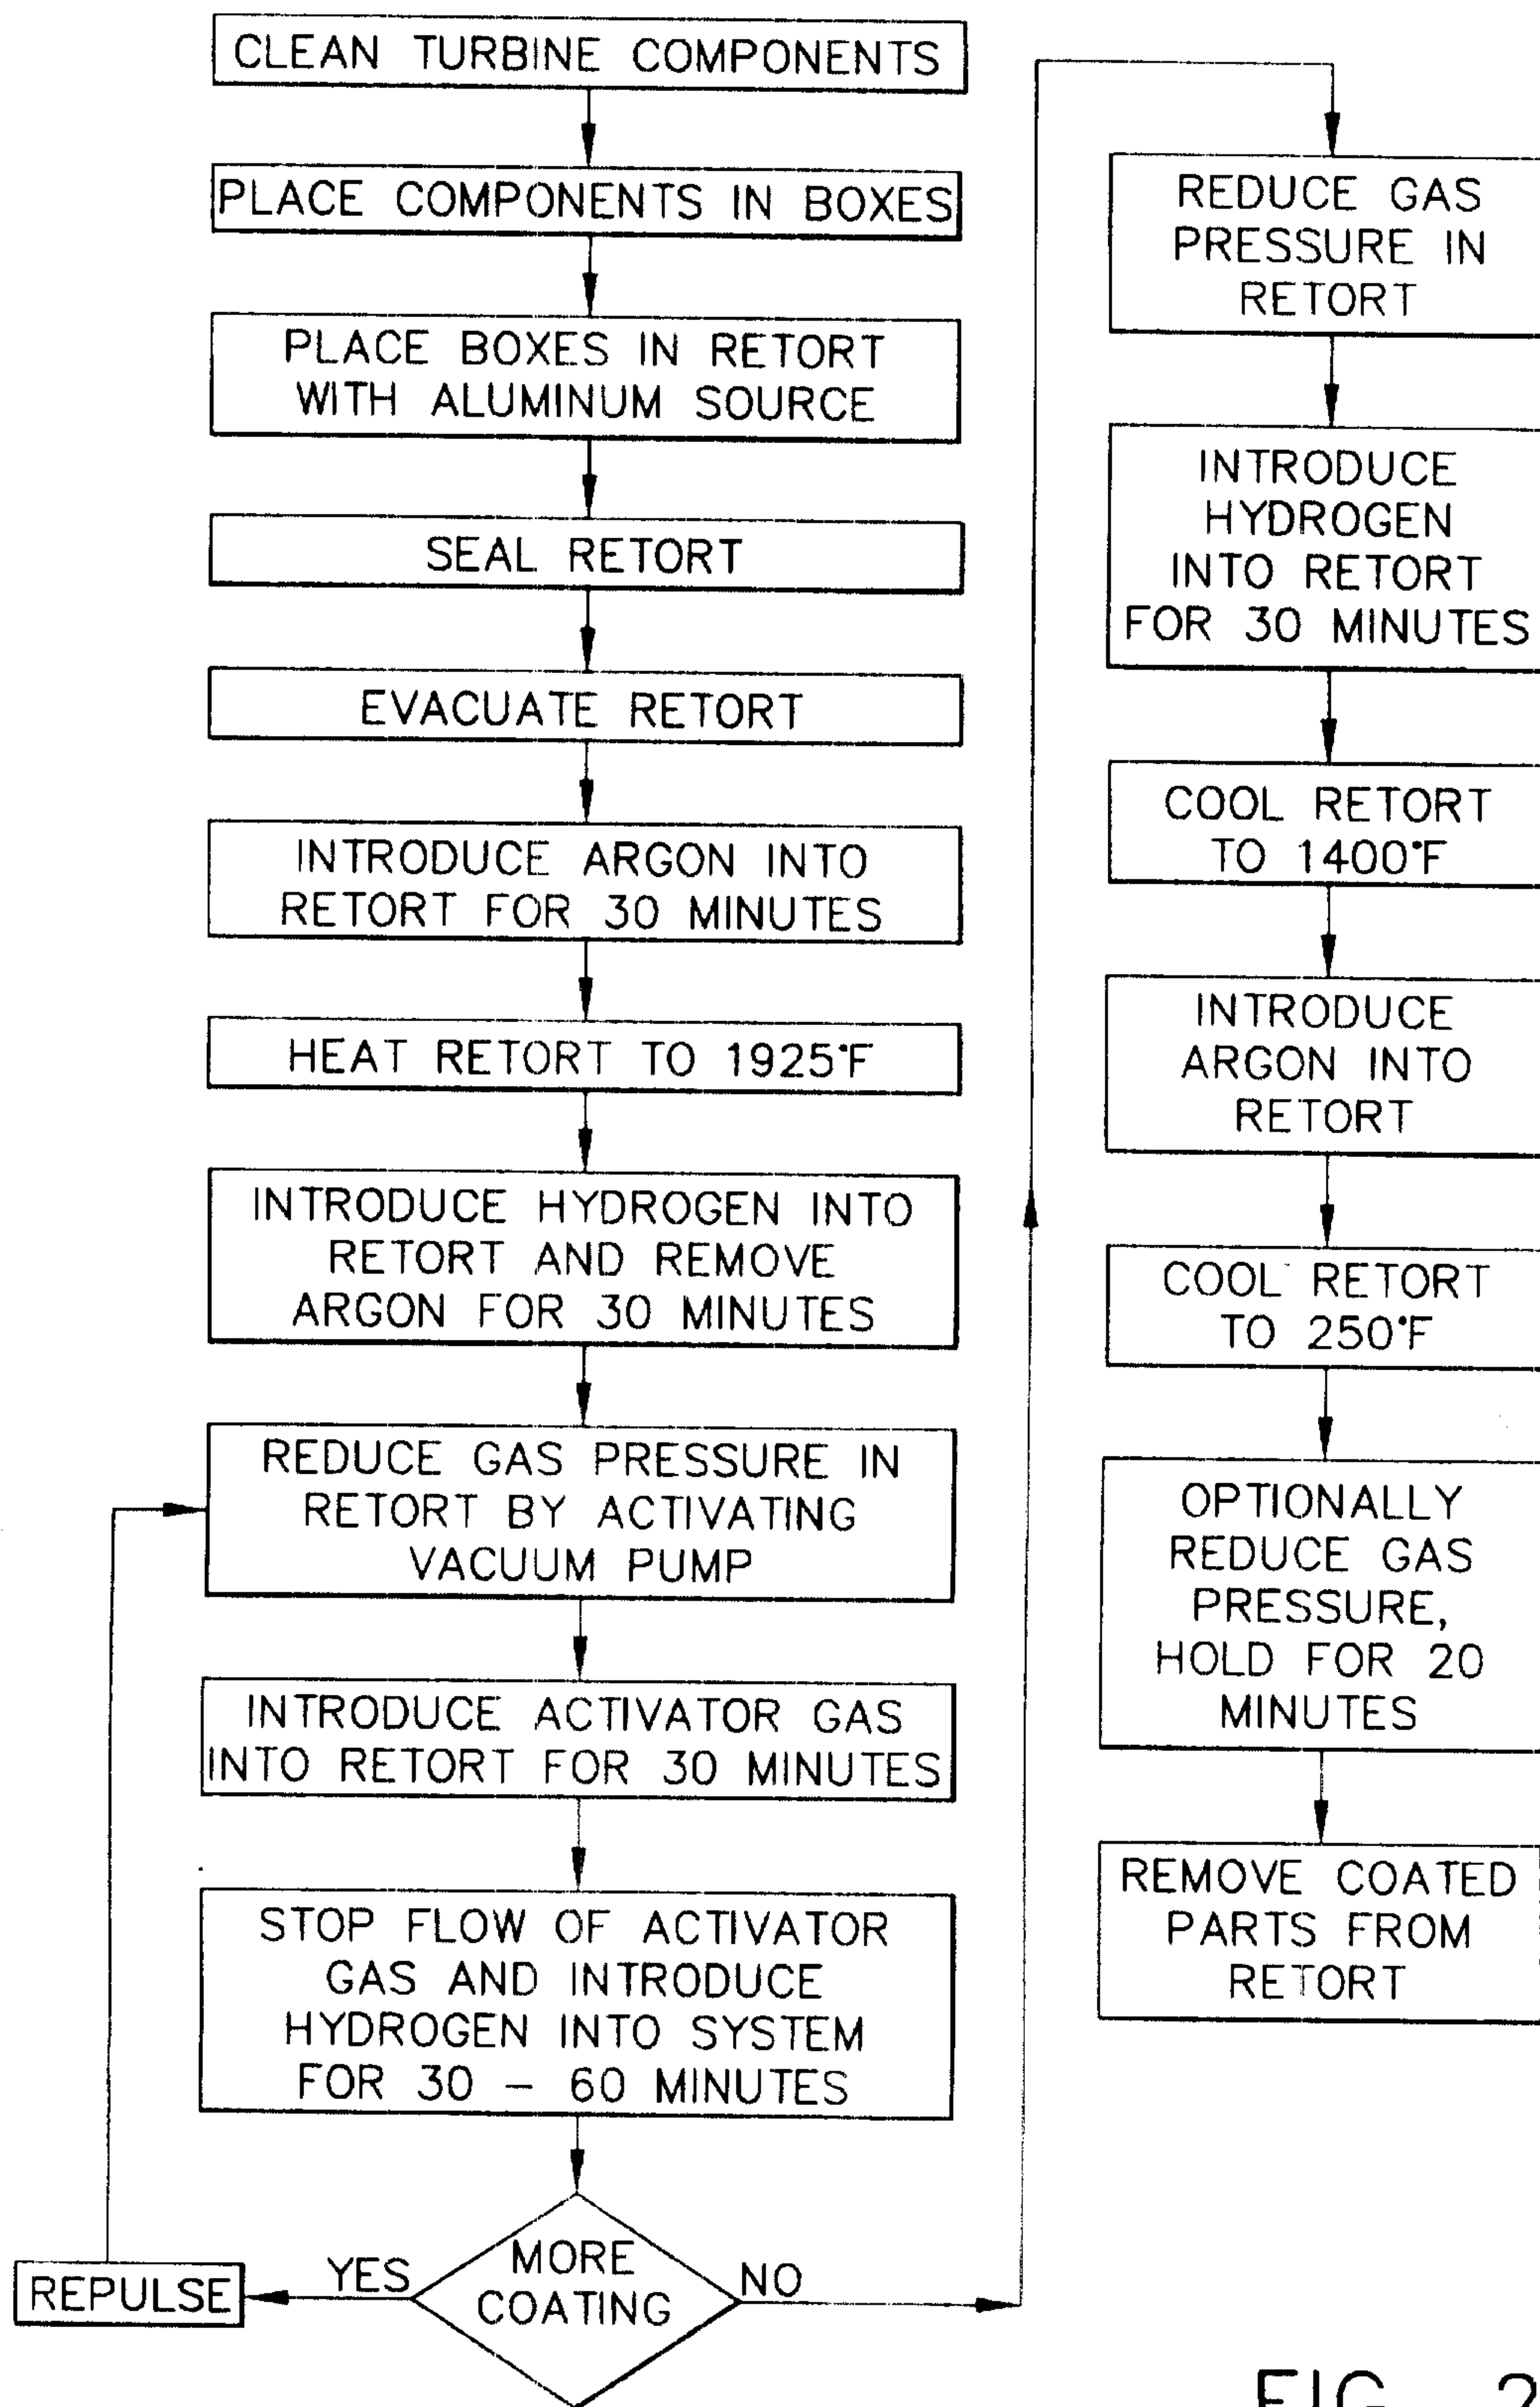 CLEAN TURBINE COMPONENTS
PLACE COMPONENTS IN BOXES
PLACE BOXES IN RETORT
WITH ALUMINUM SOURCE
SEAL RETORT
EVACUATE RETORT
INTRODUCE ARGON INTO
RETORT FOR 30 MINUTES
HEAT RETORT TO 1925°F
INTRODUCE HYDROGEN INTO
RETORT AND REMOVE
ARGON FOR 30 MINUTES
REDUCE GAS PRESSURE IN
RETORT BY ACTIVATING
VACUUM PUMP
INTRODUCE ACTIVATOR GAS
INTO RETORT FOR 30 MINUTES
STOP FLOW OF ACTIVATOR
GAS AND INTRODUCE
HYDROGEN INTO SYSTEM
FOR 30 – 60 MINUTES
MORE
COATING
YES
REPULSE
NO
REDUCE GAS
PRESSURE IN
RETORT
INTRODUCE
HYDROGEN
INTO RETORT
FOR 30 MINUTES
COOL RETORT
TO 1400°F
INTRODUCE
ARGON INTO
RETORT
COOL RETORT
TO 250°F
OPTIONALLY
REDUCE GAS
PRESSURE,
HOLD FOR 20
MINUTES
REMOVE COATED
PARTS FROM
RETORT
FIG. 2